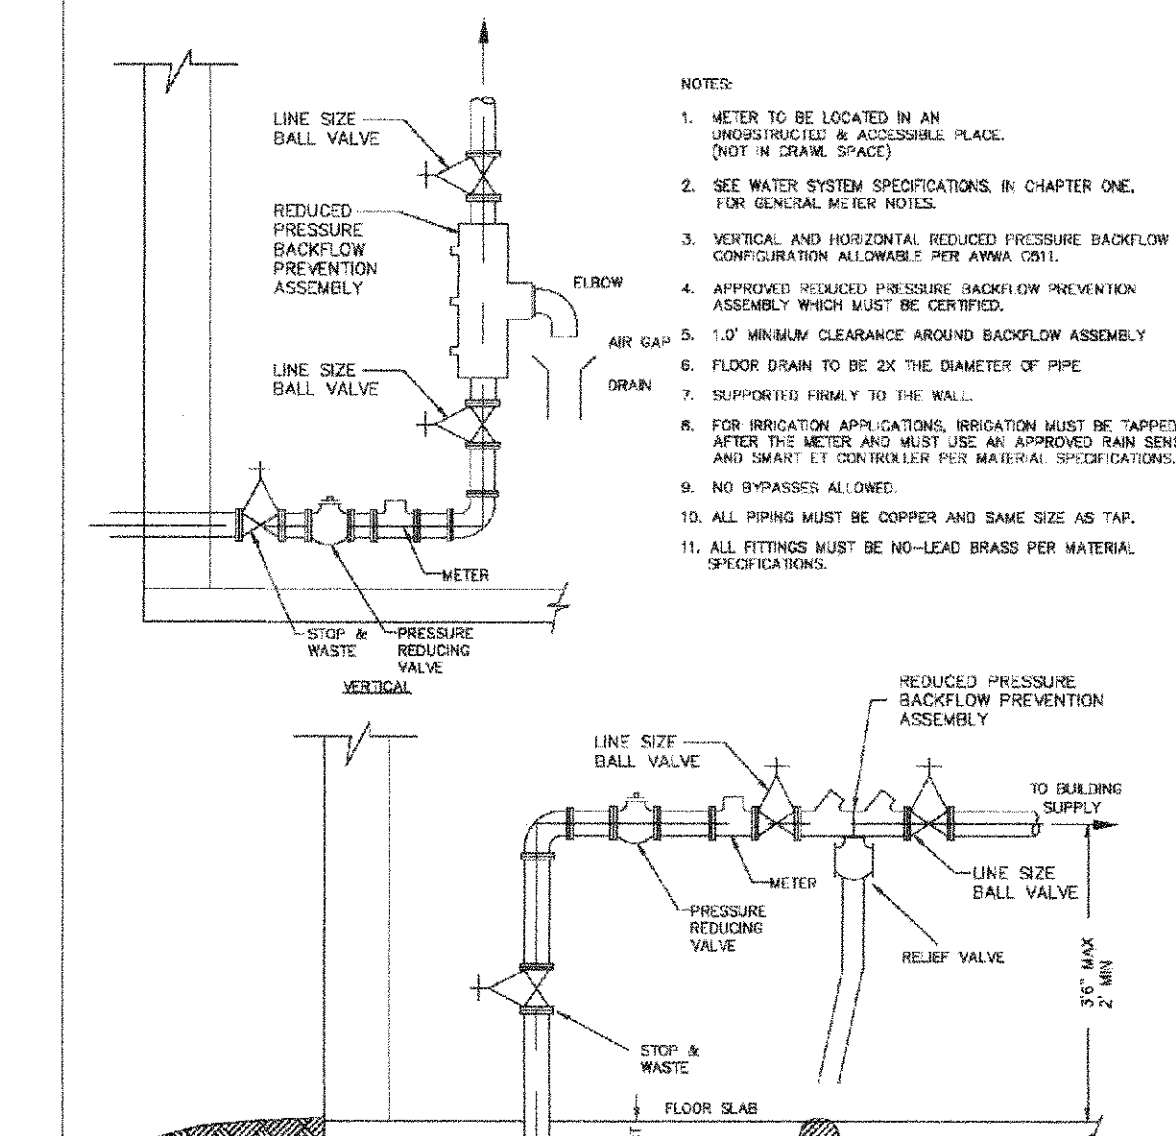 LINE SIZE
BALL VALVE
REDUCED
PRESSURE
BACKFLOW
PREVENTION
ASSEMBLY
ELBOW
AIR GAP
DRAIN
LINE SIZE
BALL VALVE
METER
STOP &
WASTE
PRESSURE
REDUCING
VALVE
VERTICAL
NOTES:
1. METER TO BE LOCATED IN AN
UNOBSTRUCTED & ACCESSIBLE PLACE.
(NOT IN CRAWL SPACE)
2. SEE WATER SYSTEM SPECIFICATIONS, IN CHAPTER ONE,
FOR GENERAL METER NOTES.
3. VERTICAL AND HORIZONTAL REDUCED PRESSURE BACKFLOW
CONFIGURATION ALLOWABLE PER AWWA C511.
4. APPROVED REDUCED PRESSURE BACKFLOW PREVENTION
ASSEMBLY WHICH MUST BE CERTIFIED.
5. 1.0' MINIMUM CLEARANCE AROUND BACKFLOW ASSEMBLY
6. FLOOR DRAIN TO BE 2X THE DIAMETER OF PIPE
7. SUPPORTED FIRMLY TO THE WALL.
8. FOR IRRIGATION APPLICATIONS, IRRIGATION MUST BE TAPPED
AFTER THE METER AND MUST USE AN APPROVED RAIN SENS
AND SMART ET CONTROLLER PER MATERIAL SPECIFICATIONS.
9. NO BYPASSES ALLOWED.
10. ALL PIPING MUST BE COPPER AND SAME SIZE AS TAP.
11. ALL FITTINGS MUST BE NO-LEAD BRASS PER MATERIAL
SPECIFICATIONS.
REDUCED PRESSURE
BACKFLOW PREVENTION
ASSEMBLY
LINE SIZE
BALL VALVE
TO BUILDING
SUPPLY
METER
LINE SIZE
BALL VALVE
PRESSURE
REDUCING
VALVE
RELIEF VALVE
3'6" MAX
2' MIN
STOP &
WASTE
FLOOR SLAB